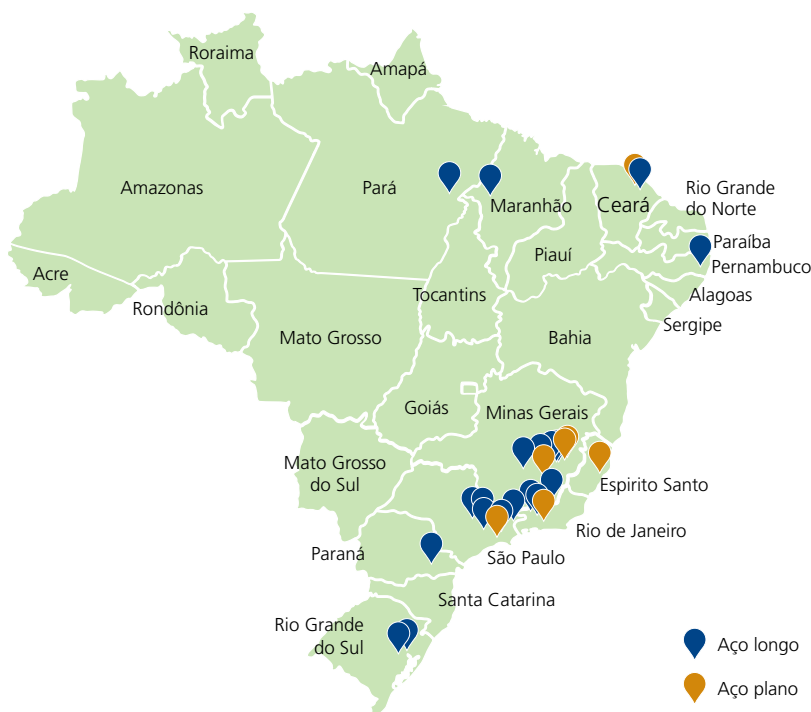 Roraima
Amapá
Amazonas
Pará
Maranhão
Ceará
Rio Grande
do Norte
Paraíba
Piauí
Pernambuco
Acre
Tocantins
Alagoas
Rondônia
Sergipe
Mato Grosso
Bahia
Goiás
Minas Gerais
Mato Grosso
do Sul
Espirito Santo
Rio de Janeiro
Paraná
São Paulo
Santa Catarina
Rio Grande
do Sul
Aço longo
Aço plano